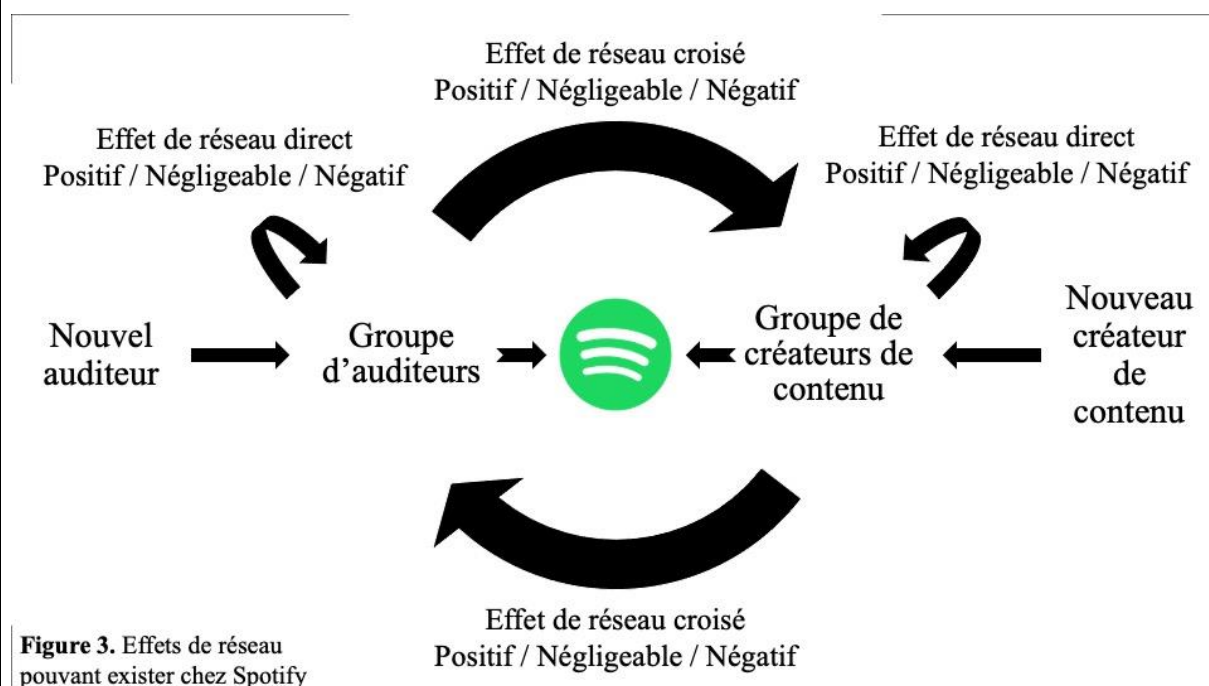 Effet de réseau croisé
Positif / Négligeable / Négatif
Effet de réseau direct
Positif / Négligeable / Négatif
Effet de réseau direct
Positif / Négligeable / Négatif
Nouvel
auditeur
Groupe
d’auditeurs
Groupe de
créateurs de
contenu
Nouveau
créateur
de
contenu
Effet de réseau croisé
Positif / Négligeable / Négatif
Figure 3. Effets de réseau
pouvant exister chez Spotify